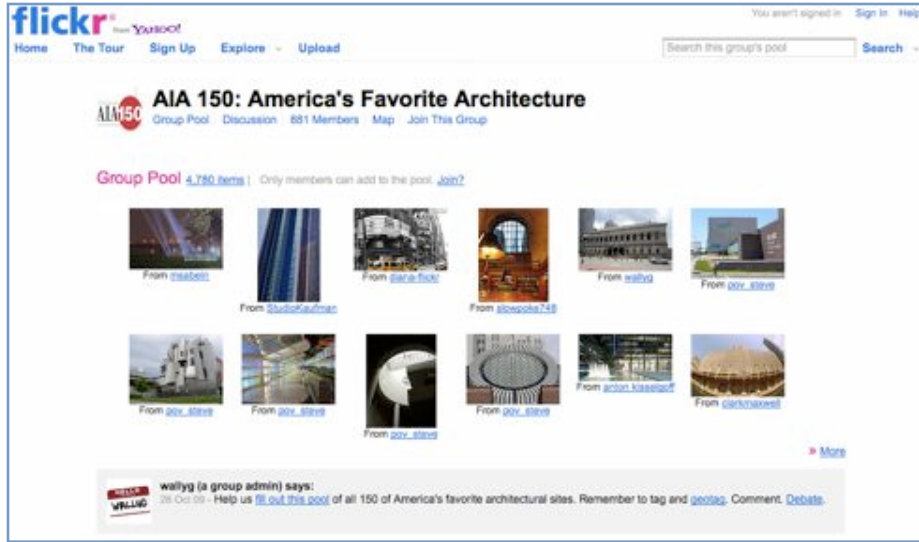 flickr from YAHOO!
You aren't signed in Sign In Help
Home The Tour Sign Up Explore Upload
Search this group's pool Search
AIA150
AIA 150: America's Favorite Architecture
Group Pool Discussion 681 Members Map Join This Group
Group Pool 4,780 items | Only members can add to the pool. Join?
From msabeln
From StudioKaufman
From diana-flickr
From slowpoke748
From wallyg
From pov_steve
From pov_steve
From pov_steve
From pov_steve
From pov_steve
From anton kisselgoff
From clarkmaxwell
» More
HELLO
WALLYG
wallyg (a group admin) says:
28 Oct 09 - Help us fill out this pool of all 150 of America's favorite architectural sites. Remember to tag and geotag. Comment. Debate.